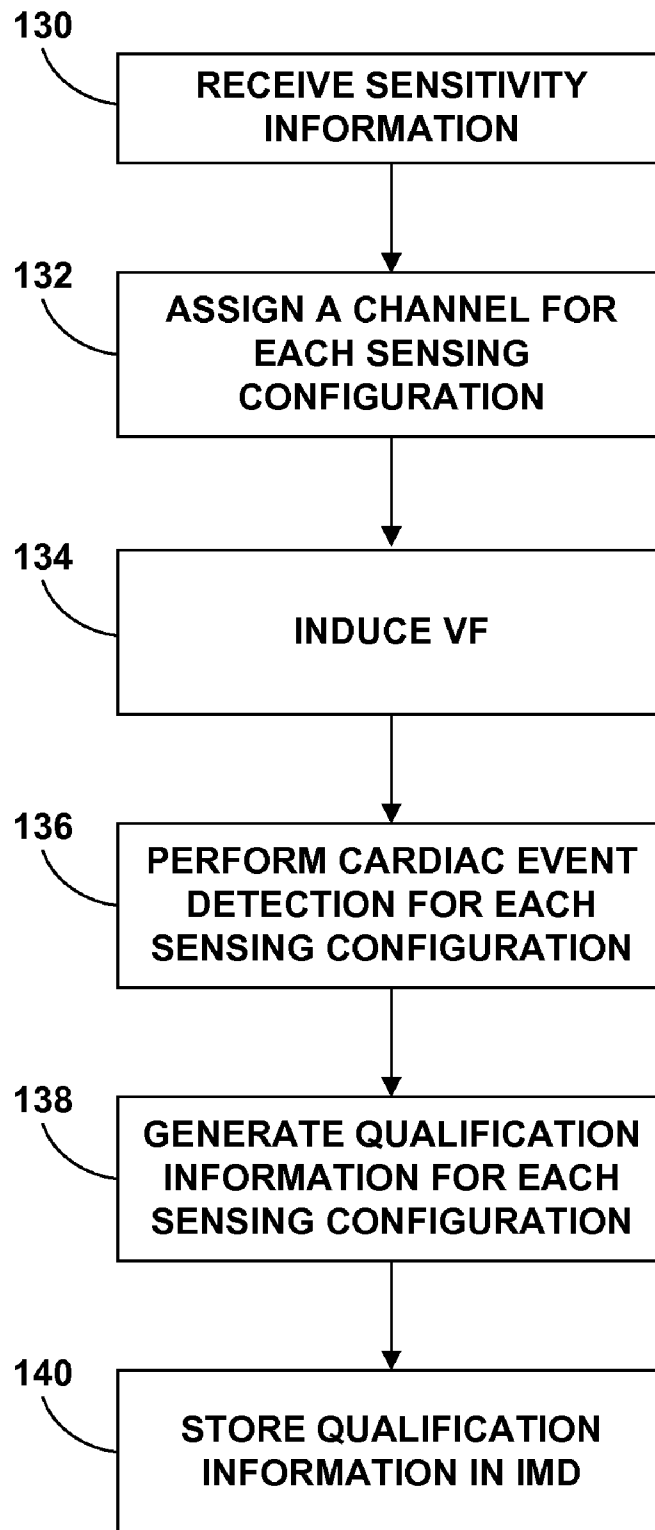 130
RECEIVE SENSITIVITY
INFORMATION
132
ASSIGN A CHANNEL FOR
EACH SENSING
CONFIGURATION
134
INDUCE VF
136
PERFORM CARDIAC EVENT
DETECTION FOR EACH
SENSING CONFIGURATION
138
GENERATE QUALIFICATION
INFORMATION FOR EACH
SENSING CONFIGURATION
140
STORE QUALIFICATION
INFORMATION IN IMD